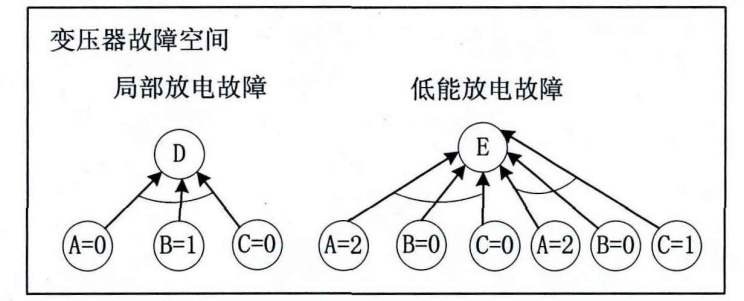 变压器故障空间
局部放电故障 低能放电故障
D E
A=0 B=1 C=0 A=2 B=0 C=0 A=2 B=0 C=1